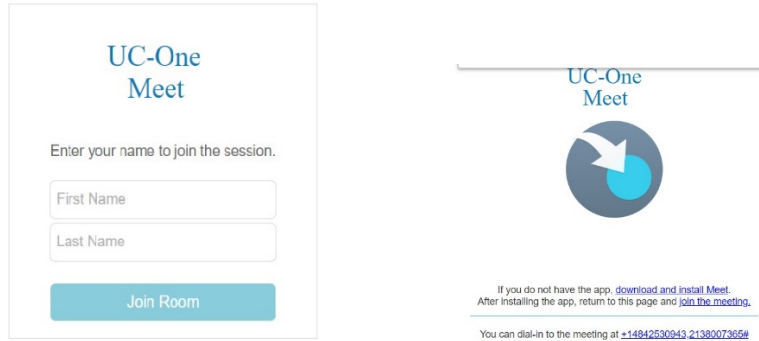 UC-One
Meet
Enter your name to join the session.
First Name
Last Name
Join Room
UC-One
Meet
If you do not have the app, download and install Meet.
After installing the app, return to this page and join the meeting.
You can dial-in to the meeting at +14842530943,2138007365#